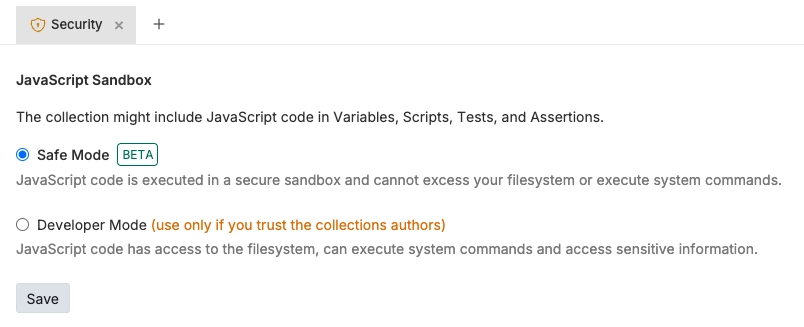 Security
JavaScript Sandbox
The collection might include JavaScript code in Variables, Scripts, Tests, and Assertions.
Safe Mode BETA
JavaScript code is executed in a secure sandbox and cannot excess your filesystem or execute system commands.
Developer Mode (use only if you trust the collections authors)
JavaScript code has access to the filesystem, can execute system commands and access sensitive information.
Save